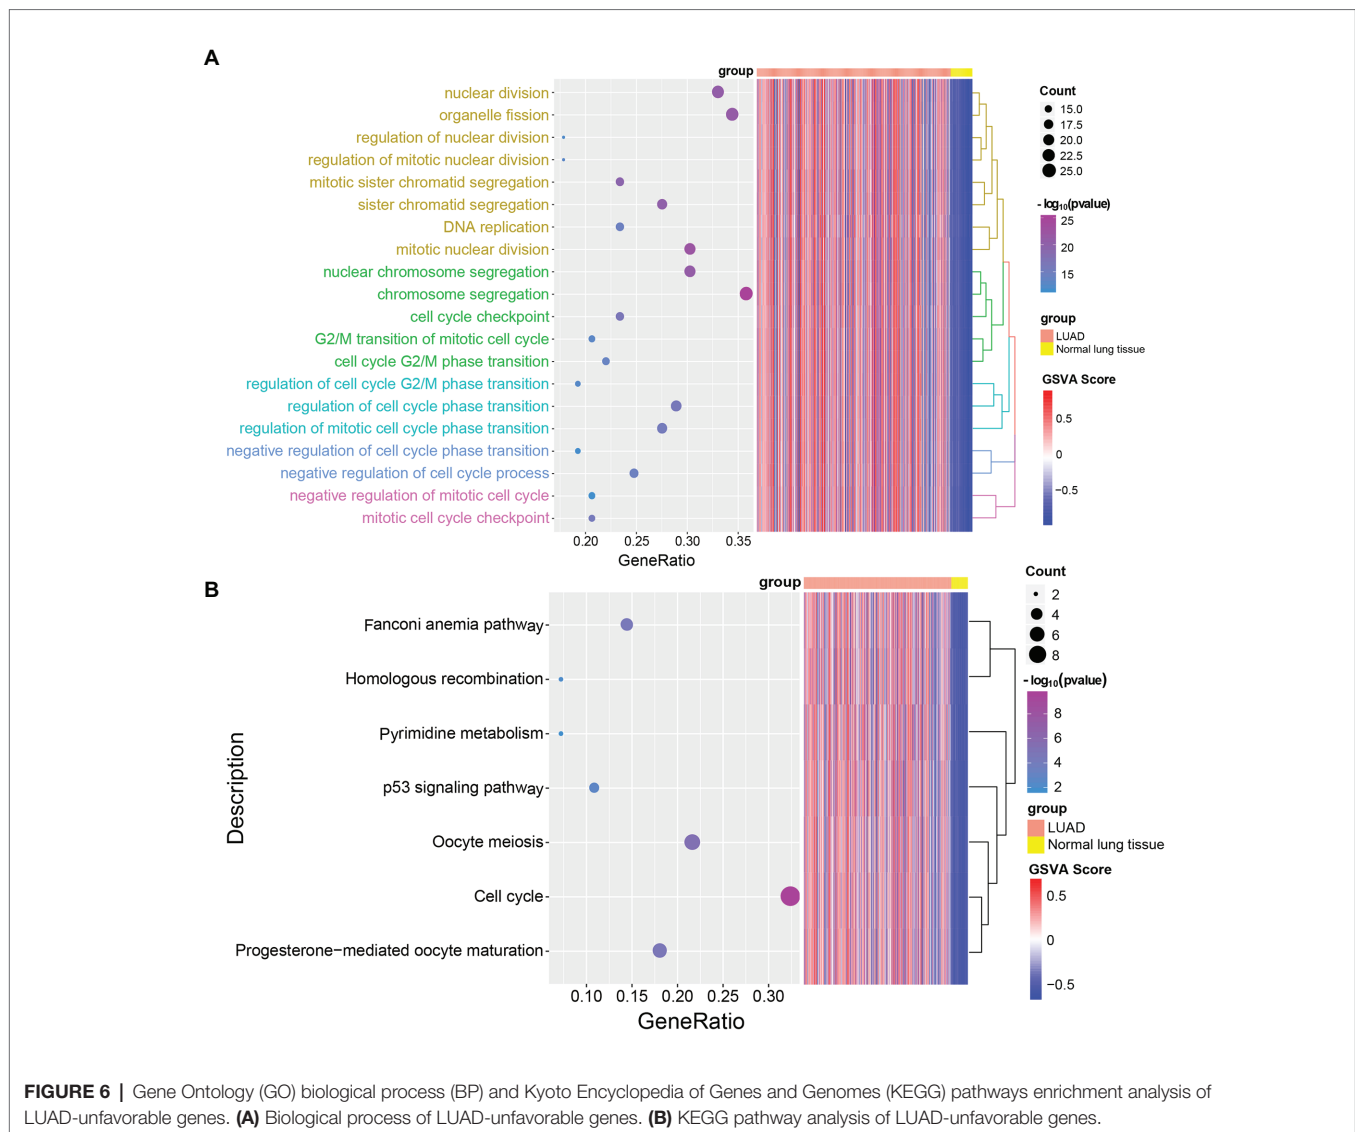 A
group
nuclear division
organelle fission
regulation of nuclear division
regulation of mitotic nuclear division
mitotic sister chromatid segregation
sister chromatid segregation
DNA replication
mitotic nuclear division
nuclear chromosome segregation
chromosome segregation
cell cycle checkpoint
G2/M transition of mitotic cell cycle
cell cycle G2/M phase transition
regulation of cell cycle G2/M phase transition
regulation of cell cycle phase transition
regulation of mitotic cell cycle phase transition
negative regulation of cell cycle phase transition
negative regulation of cell cycle process
negative regulation of mitotic cell cycle
mitotic cell cycle checkpoint
0.20 0.25 0.30 0.35
GeneRatio
Count
15.0
17.5
20.0
22.5
25.0
- log10(pvalue)
25
20
15
group
LUAD
Normal lung tissue
GSVA Score
0.5
0
−0.5
B
group
Description
Fanconi anemia pathway
Homologous recombination
Pyrimidine metabolism
p53 signaling pathway
Oocyte meiosis
Cell cycle
Progesterone−mediated oocyte maturation
0.10 0.15 0.20 0.25 0.30
GeneRatio
Count
2
4
6
8
- log10(pvalue)
8
6
4
2
group
LUAD
Normal lung tissue
GSVA Score
0.5
0
−0.5
FIGURE 6 | Gene Ontology (GO) biological process (BP) and Kyoto Encyclopedia of Genes and Genomes (KEGG) pathways enrichment analysis of
LUAD-unfavorable genes. (A) Biological process of LUAD-unfavorable genes. (B) KEGG pathway analysis of LUAD-unfavorable genes.